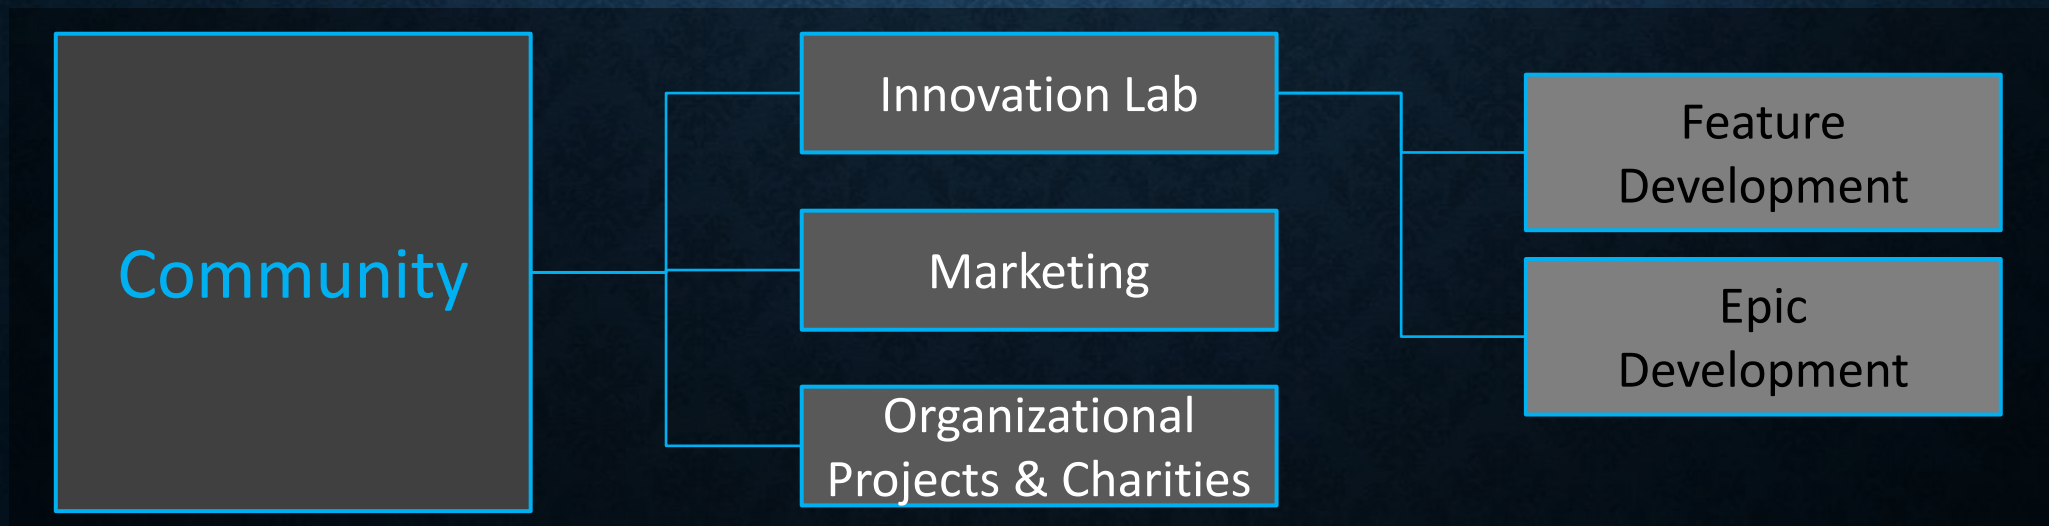 Community
Innovation Lab
Marketing
Organizational
Projects & Charities
Feature
Development
Epic
Development